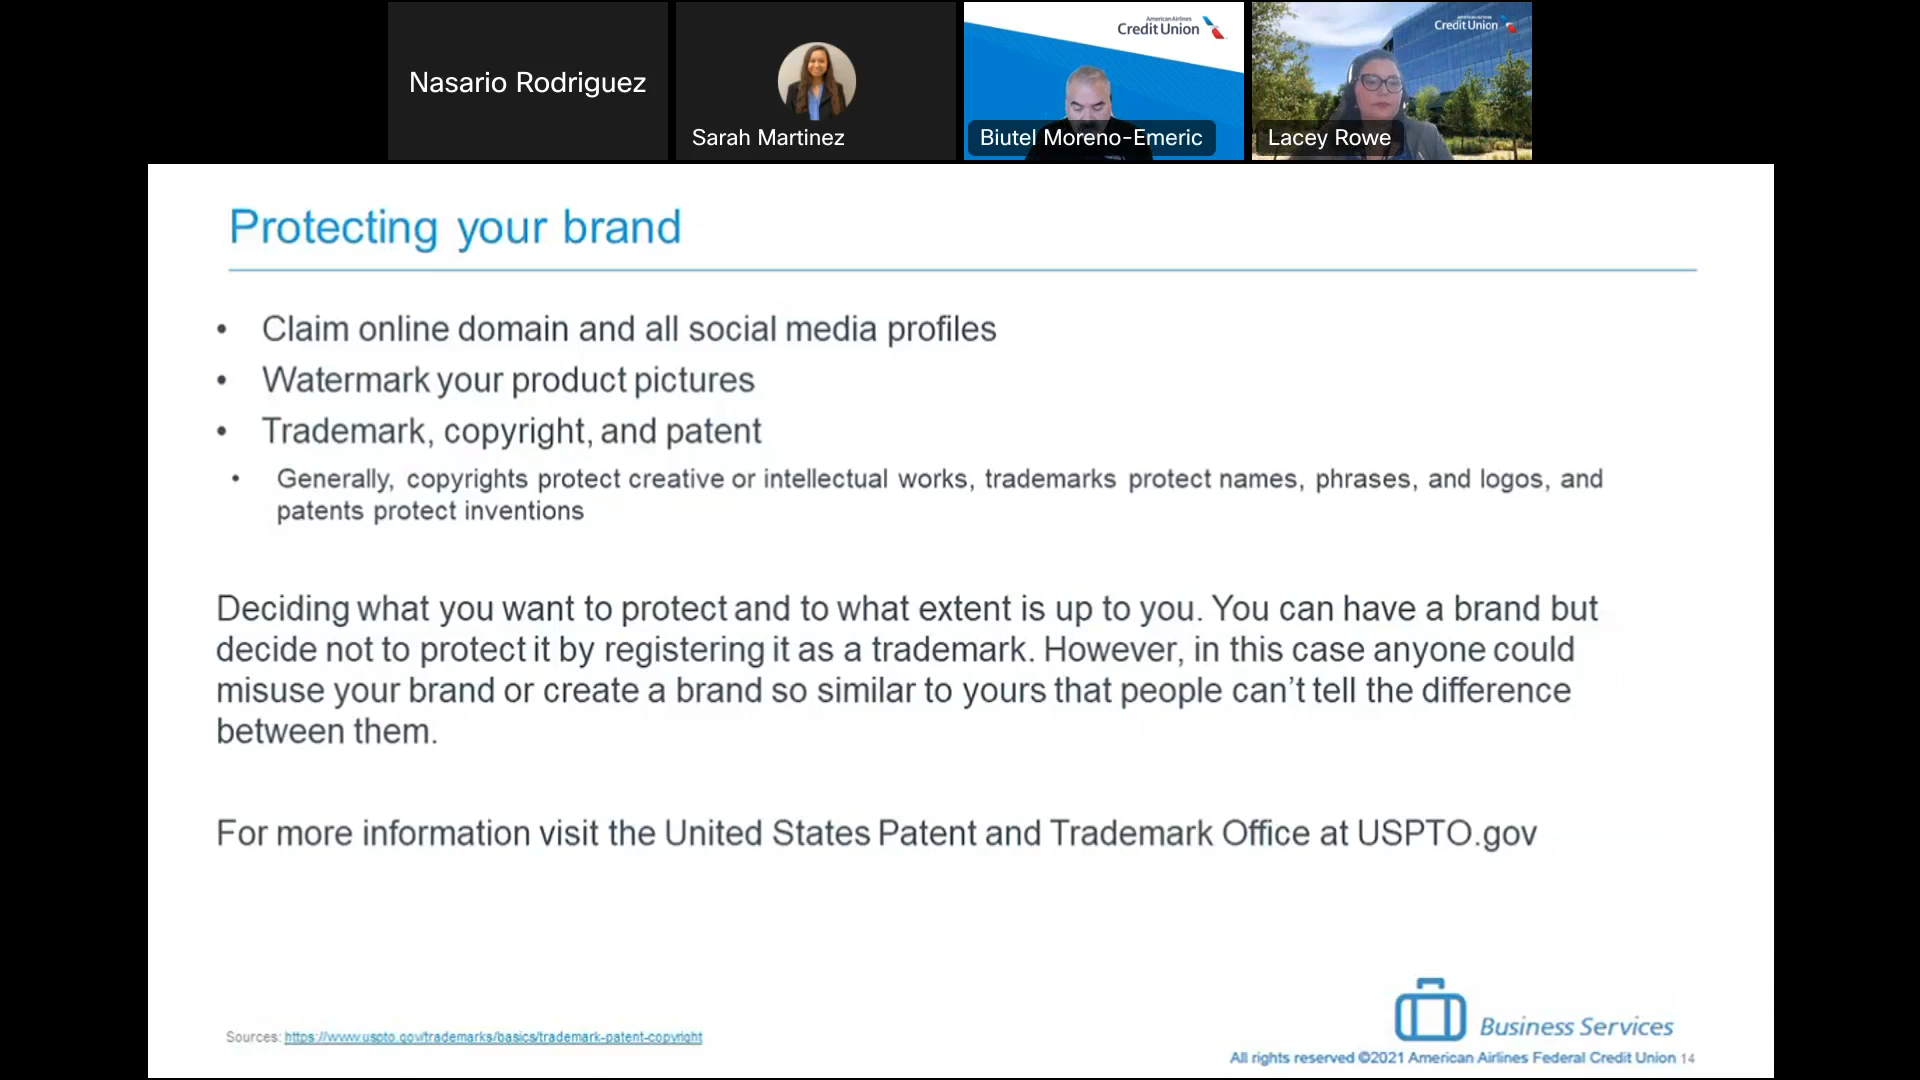 Nasario Rodriguez
Sarah Martinez
American Airlines
Credit Union
Biutel Moreno-Emeric
Credit Union
Lacey Rowe
Protecting your brand
• Claim online domain and all social media profiles
• Watermark your product pictures
• Trademark, copyright, and patent
• Generally, copyrights protect creative or intellectual works, trademarks protect names, phrases, and logos, and
patents protect inventions
Deciding what you want to protect and to what extent is up to you. You can have a brand but
decide not to protect it by registering it as a trademark. However, in this case anyone could
misuse your brand or create a brand so similar to yours that people can’t tell the difference
between them.
For more information visit the United States Patent and Trademark Office at USPTO.gov
Sources: https://www.uspto.gov/trademarks/basics/trademark-patent-copyright
Business Services
All rights reserved ©2021 American Airlines Federal Credit Union 14